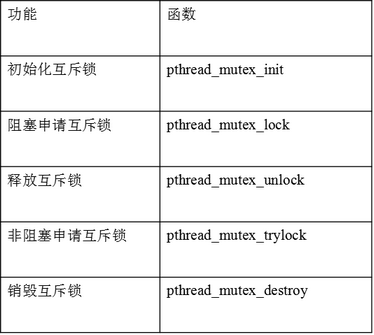 功能 函数
初始化互斥锁 pthread_mutex_init
阻塞申请互斥锁 pthread_mutex_lock
释放互斥锁 pthread_mutex_unlock
非阻塞申请互斥锁 pthread_mutex_trylock
销毁互斥锁 pthread_mutex_destroy